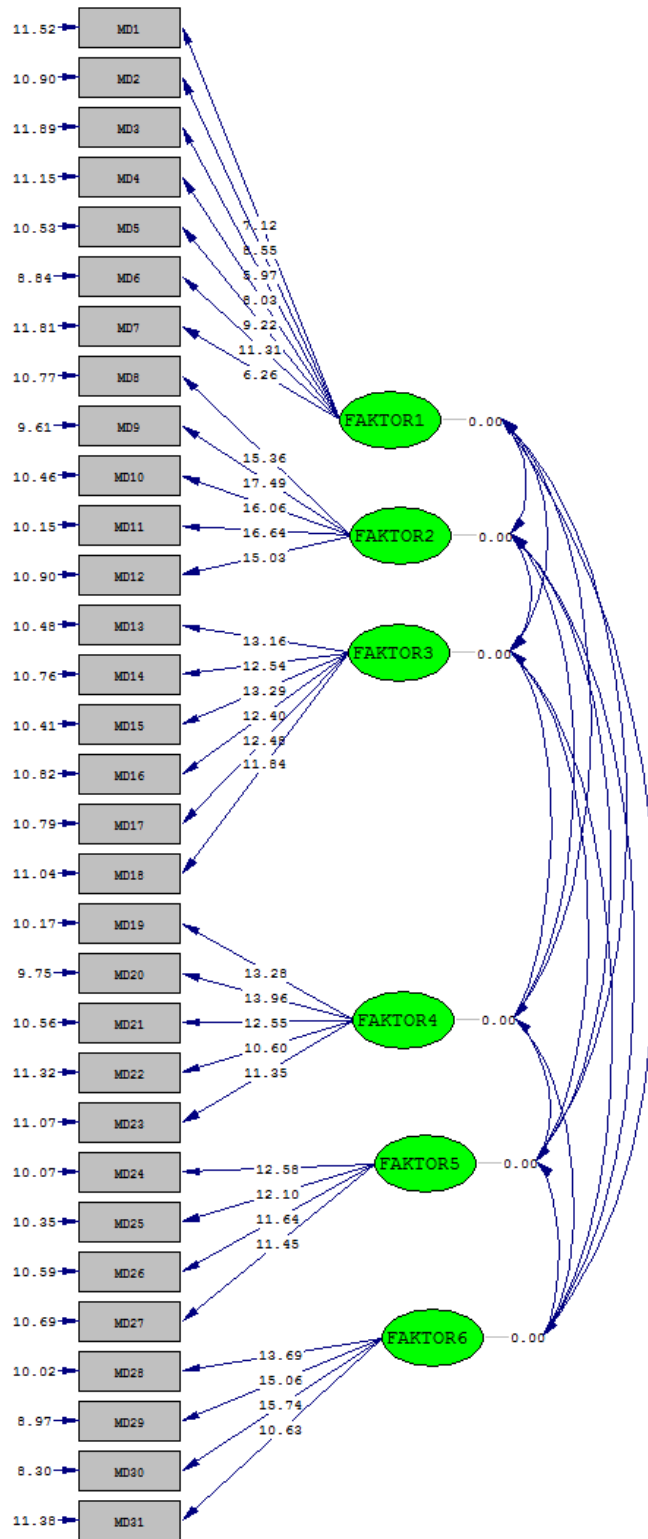 11.52 MD1
10.90 MD2
11.89 MD3
11.15 MD4
10.53 MD5
8.84 MD6
11.81 MD7
10.77 MD8
9.61 MD9
10.46 MD10
10.15 MD11
10.90 MD12
10.48 MD13
10.76 MD14
10.41 MD15
10.82 MD16
10.79 MD17
11.04 MD18
10.17 MD19
9.75 MD20
10.56 MD21
11.32 MD22
11.07 MD23
10.07 MD24
10.35 MD25
10.59 MD26
10.69 MD27
10.02 MD28
8.97 MD29
8.30 MD30
11.38 MD31
7.12
8.55
5.97
8.03
9.22
11.31
6.26
FAKTOR1 0.00
15.36
17.49
16.06
16.64
15.03
FAKTOR2 0.00
13.16
12.54
13.29
12.40
12.48
11.84
FAKTOR3 0.00
13.28
13.96
12.55
10.60
11.35
FAKTOR4 0.00
12.58
12.10
11.64
11.45
FAKTOR5 0.00
13.69
15.06
15.74
10.63
FAKTOR6 0.00